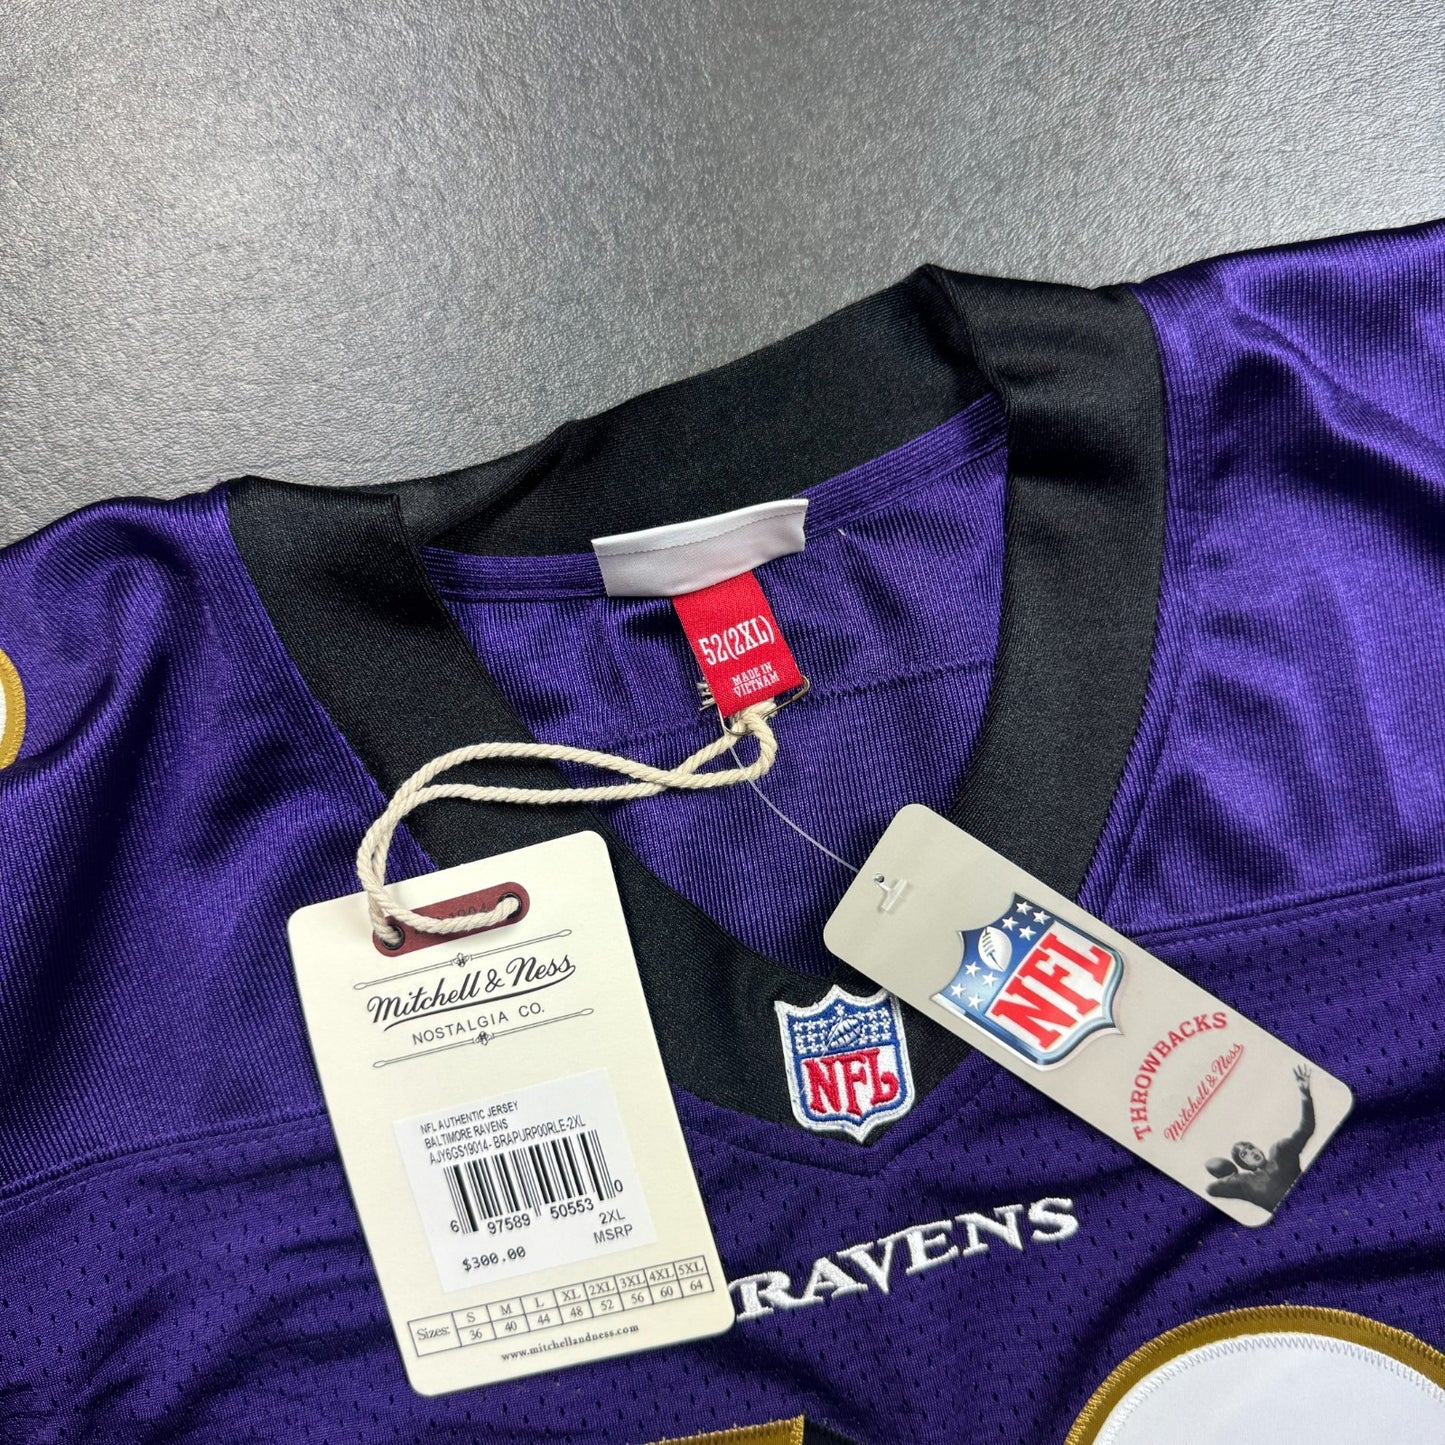 52(2XL)
MADE IN
VIETNAM
1904
Mitchell & Ness
NOSTALGIA CO.
NFL AUTHENTIC JERSEY
BALTIMORE RAVENS
AJY6GS19014-BRAPURP00RLE-2XL
6 97589 50553 0
2XL
$300.00 MSRP
Sizes: S M L XL 2XL 3XL 4XL 5XL
36 40 44 48 52 56 60 64
www.mitchellandness.com
NFL
THROWBACKS
Mitchell & Ness
NFL
RAVENS